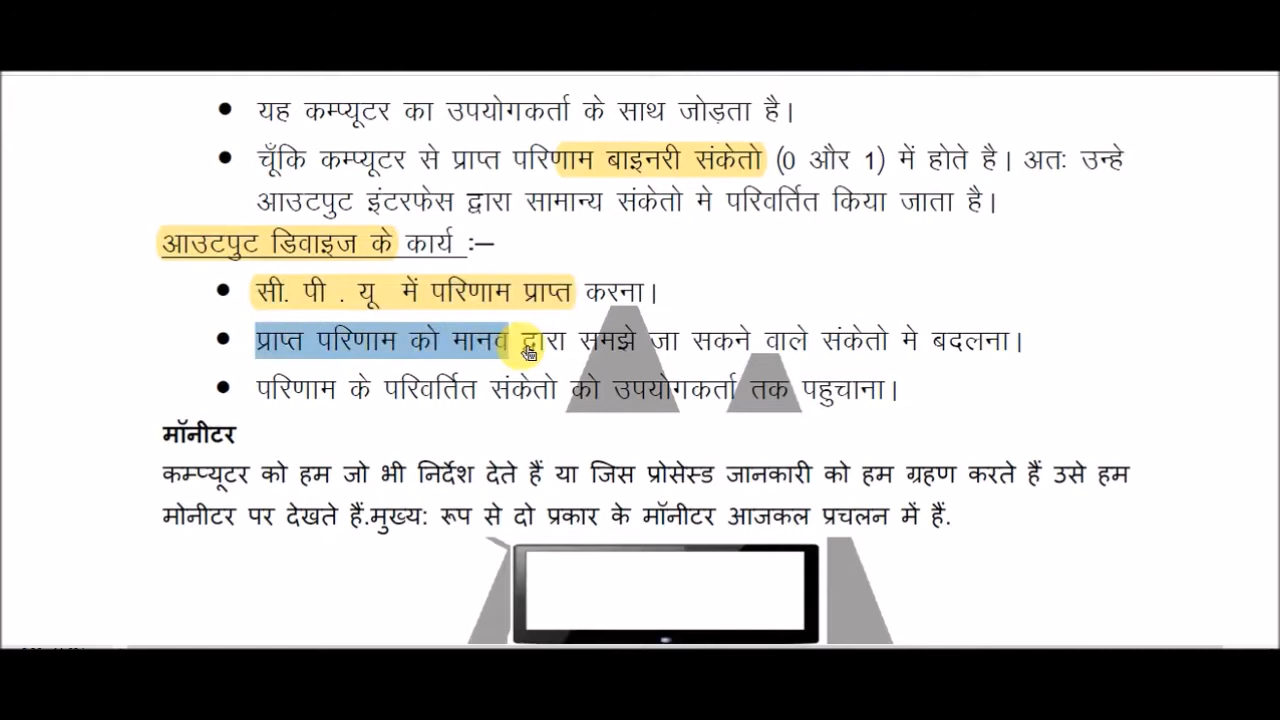 यह कम्प्यूटर का उपयोगकर्ता के साथ जोड़ता है।
चूँकि कम्प्यूटर से प्राप्त परिणाम बाइनरी संकेतो (0 और 1) में होते है। अतः उन्हे
आउटपुट इंटरफेस द्वारा सामान्य संकेतो मे परिवर्तित किया जाता है।
आउटपुट डिवाइज के कार्य :–
सी. पी . यू में परिणाम प्राप्त करना।
प्राप्त परिणाम को मानव द्वारा समझे जा सकने वाले संकेतो मे बदलना।
परिणाम के परिवर्तित संकेतो को उपयोगकर्ता तक पहुचाना।
मॉनीटर
कम्प्यूटर को हम जो भी निर्देश देते हैं या जिस प्रोसेस्ड जानकारी को हम ग्रहण करते हैं उसे हम
मोनीटर पर देखते हैं.मुख्य: रूप से दो प्रकार के मॉनीटर आजकल प्रचलन में हैं.